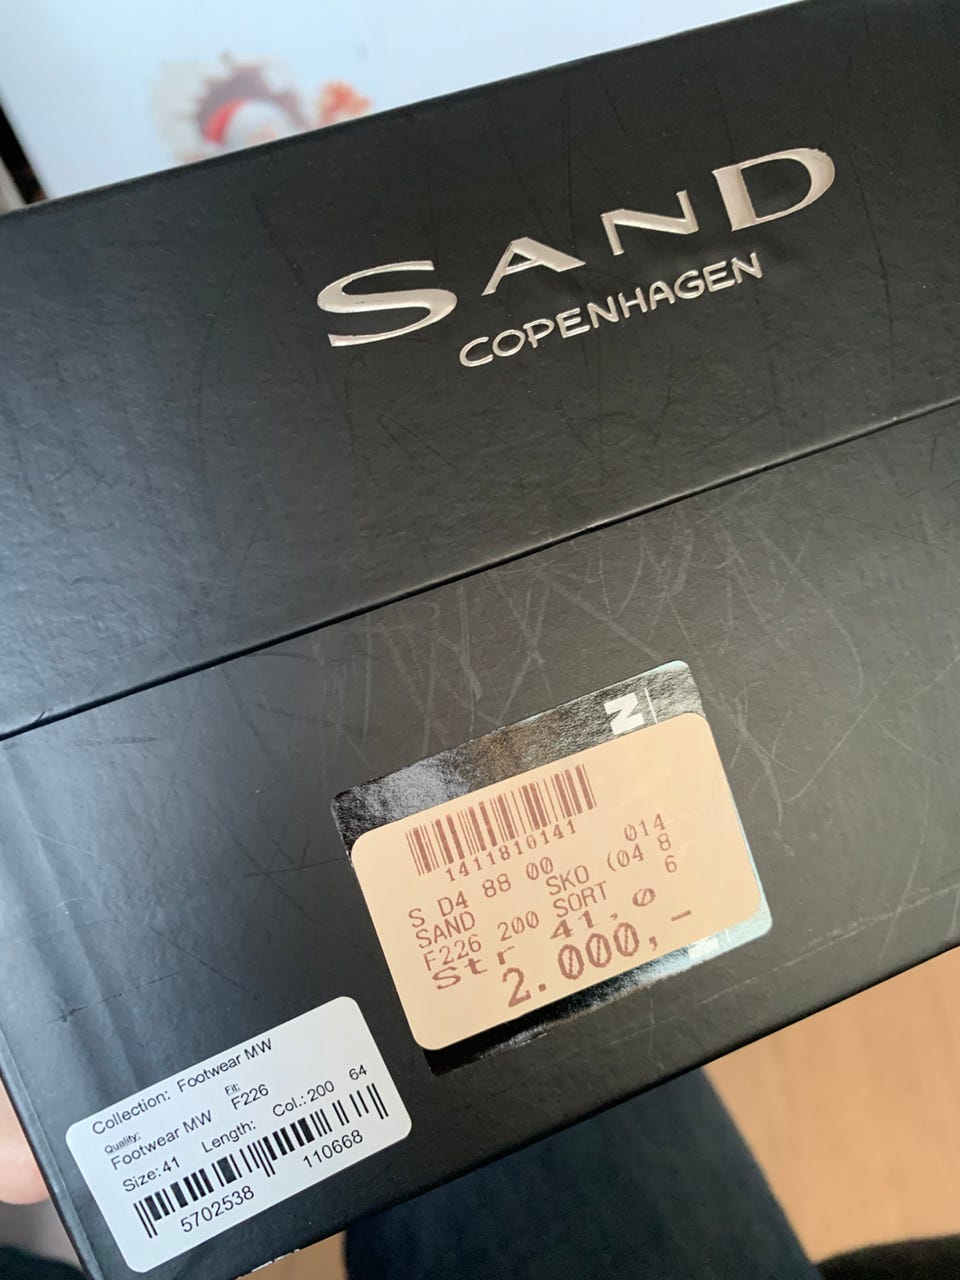 SAND
COPENHAGEN
N
1411810141
S D4 88 00 014
SAND SKO (04 8
F226 200 SORT 6
Str 41,0
2.000,-
Collection: Footwear MW
Quality: Fit:
Footwear MW F226
Size: 41 Length: Col.: 200 64
5702538 110668